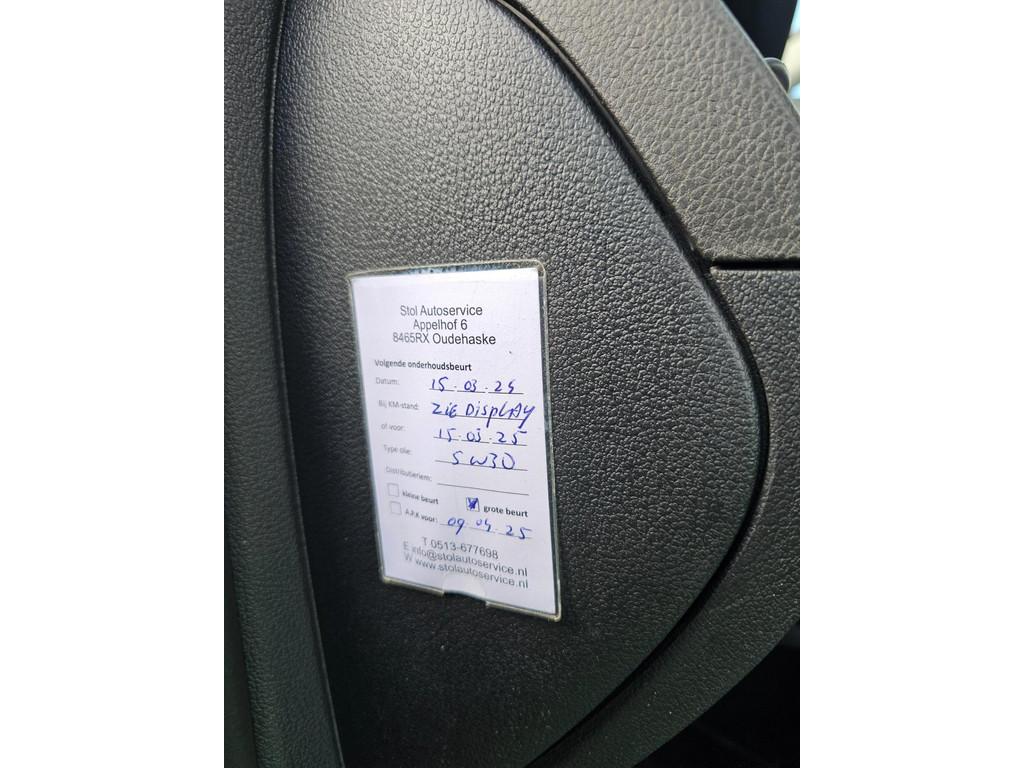 Stol Autoservice
Appelhof 6
8465RX Oudehaske
Volgende onderhoudsbeurt
Datum: 15.03.24
Bij KM-stand: Zie DISPLAY
of voor: 15.03.25
Type olie: 5W30
Distributieriem:
kleine beurt grote beurt
A.P.K voor: 09.04.25
T 0513-677698
E info@stolautoservice.nl
W www.stolautoservice.nl